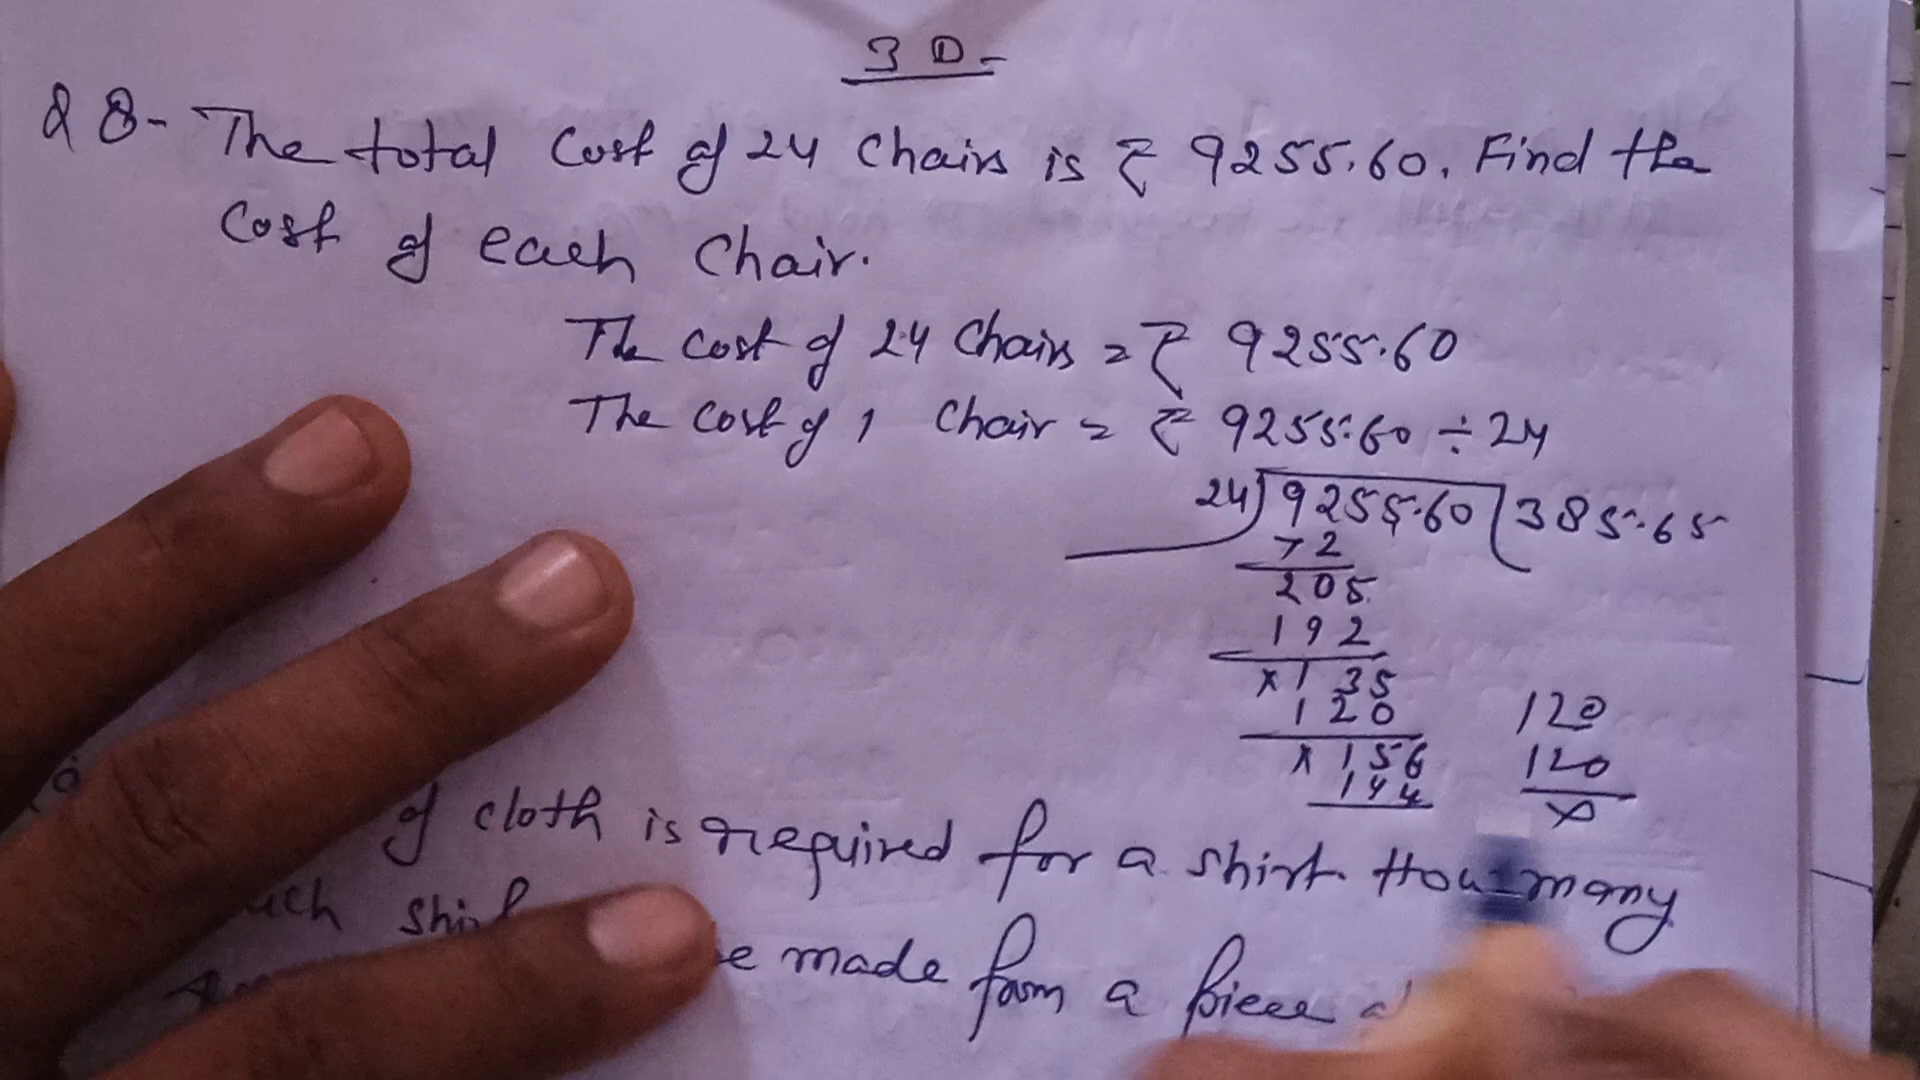 3 D-
Q 8- The total cost of 24 chairs is ₹ 9255.60. Find the
cost of each chair.
The cost of 24 chairs = ₹ 9255.60
The cost of 1 chair = ₹ 9255.60 ÷ 24
24) 9255.60 (385.65
72
205
192
x 135
120
x 156
144
120
120
x
of cloth is required for a shirt. How many
made from a piece